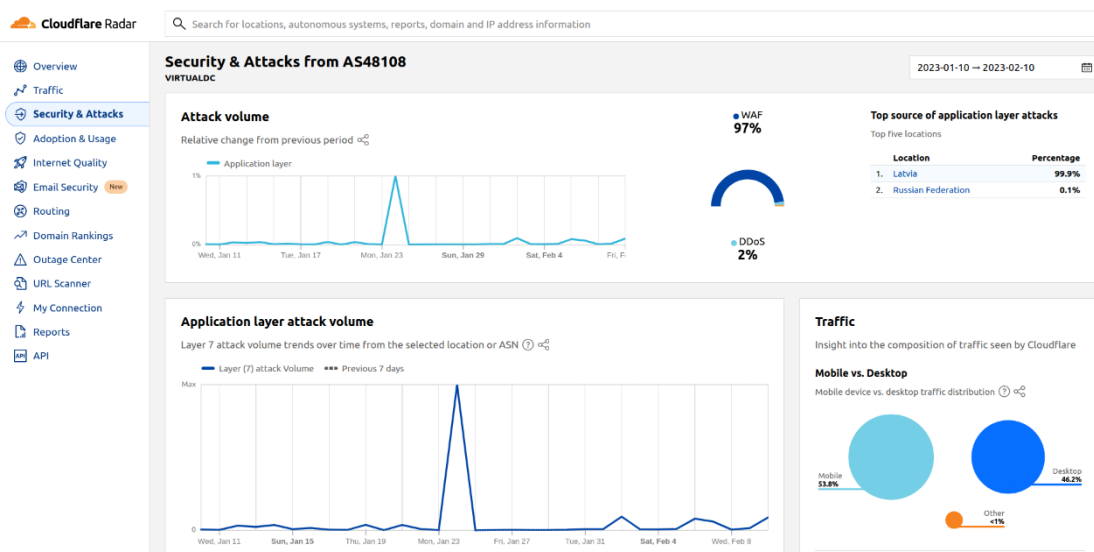 Cloudflare Radar
Search for locations, autonomous systems, reports, domain and IP address information
Overview
Traffic
Security & Attacks
Adoption & Usage
Internet Quality
Email Security New
Routing
Domain Rankings
Outage Center
URL Scanner
My Connection
Reports
API API
Security & Attacks from AS48108
VIRTUALDC
2023-01-10 → 2023-02-10
Attack volume
Relative change from previous period
Application layer
1%
0%
Wed, Jan 11 Tue, Jan 17 Mon, Jan 23 Sun, Jan 29 Sat, Feb 4 Fri, F
WAF
97%
DDoS
2%
Top source of application layer attacks
Top five locations
Location Percentage
1. Latvia 99.9%
2. Russian Federation 0.1%
Application layer attack volume
Layer 7 attack volume trends over time from the selected location or ASN ?
Layer (7) attack Volume Previous 7 days
Max
0
Wed, Jan 11 Sun, Jan 15 Thu, Jan 19 Mon, Jan 23 Fri, Jan 27 Tue, Jan 31 Sat, Feb 4 Wed, Feb 8
Traffic
Insight into the composition of traffic seen by Cloudflare
Mobile vs. Desktop
Mobile device vs. desktop traffic distribution ?
Mobile
53.8%
Desktop
46.2%
Other
<1%